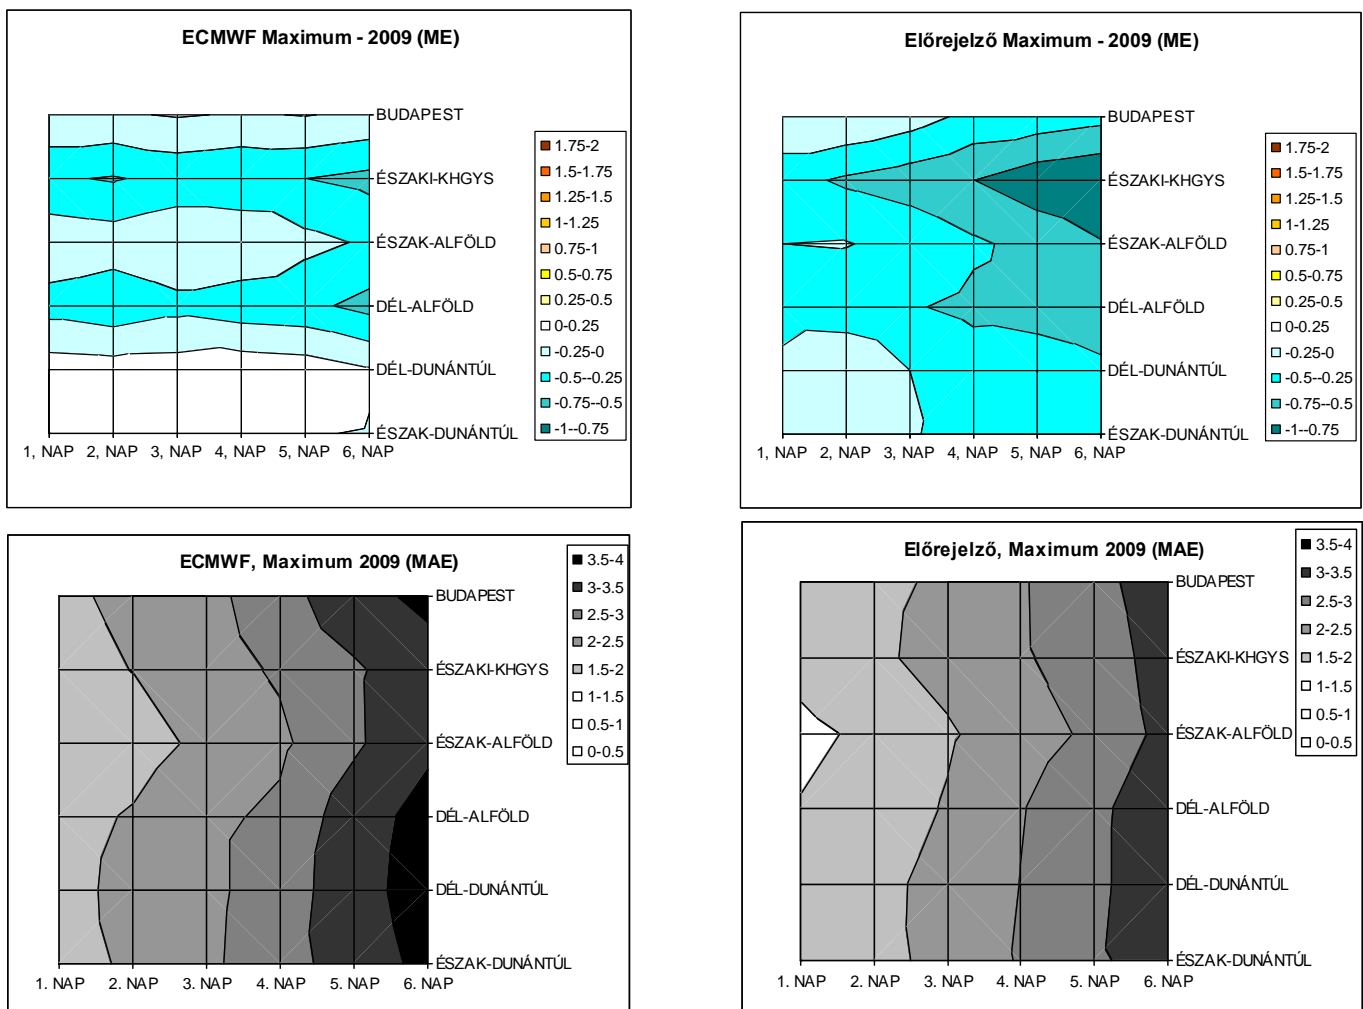 ECMWF Maximum - 2009 (ME)
BUDAPEST
ÉSZAKI-KHGYS
ÉSZAK-ALFÖLD
DÉL-ALFÖLD
DÉL-DUNÁNTÚL
ÉSZAK-DUNÁNTÚL
1, NAP 2, NAP 3, NAP 4, NAP 5, NAP 6, NAP
1.75-2
1.5-1.75
1.25-1.5
1-1.25
0.75-1
0.5-0.75
0.25-0.5
0-0.25
-0.25-0
-0.5--0.25
-0.75--0.5
-1--0.75
Előrejelző Maximum - 2009 (ME)
BUDAPEST
ÉSZAKI-KHGYS
ÉSZAK-ALFÖLD
DÉL-ALFÖLD
DÉL-DUNÁNTÚL
ÉSZAK-DUNÁNTÚL
1, NAP 2, NAP 3, NAP 4, NAP 5, NAP 6, NAP
1.75-2
1.5-1.75
1.25-1.5
1-1.25
0.75-1
0.5-0.75
0.25-0.5
0-0.25
-0.25-0
-0.5--0.25
-0.75--0.5
-1--0.75
ECMWF, Maximum 2009 (MAE)
3.5-4
3-3.5
2.5-3
2-2.5
1.5-2
1-1.5
0.5-1
0-0.5
BUDAPEST
ÉSZAKI-KHGYS
ÉSZAK-ALFÖLD
DÉL-ALFÖLD
DÉL-DUNÁNTÚL
ÉSZAK-DUNÁNTÚL
1. NAP 2. NAP 3. NAP 4. NAP 5. NAP 6. NAP
Előrejelző, Maximum 2009 (MAE)
3.5-4
3-3.5
2.5-3
2-2.5
1.5-2
1-1.5
0.5-1
0-0.5
BUDAPEST
ÉSZAKI-KHGYS
ÉSZAK-ALFÖLD
DÉL-ALFÖLD
DÉL-DUNÁNTÚL
ÉSZAK-DUNÁNTÚL
1. NAP 2. NAP 3. NAP 4. NAP 5. NAP 6. NAP